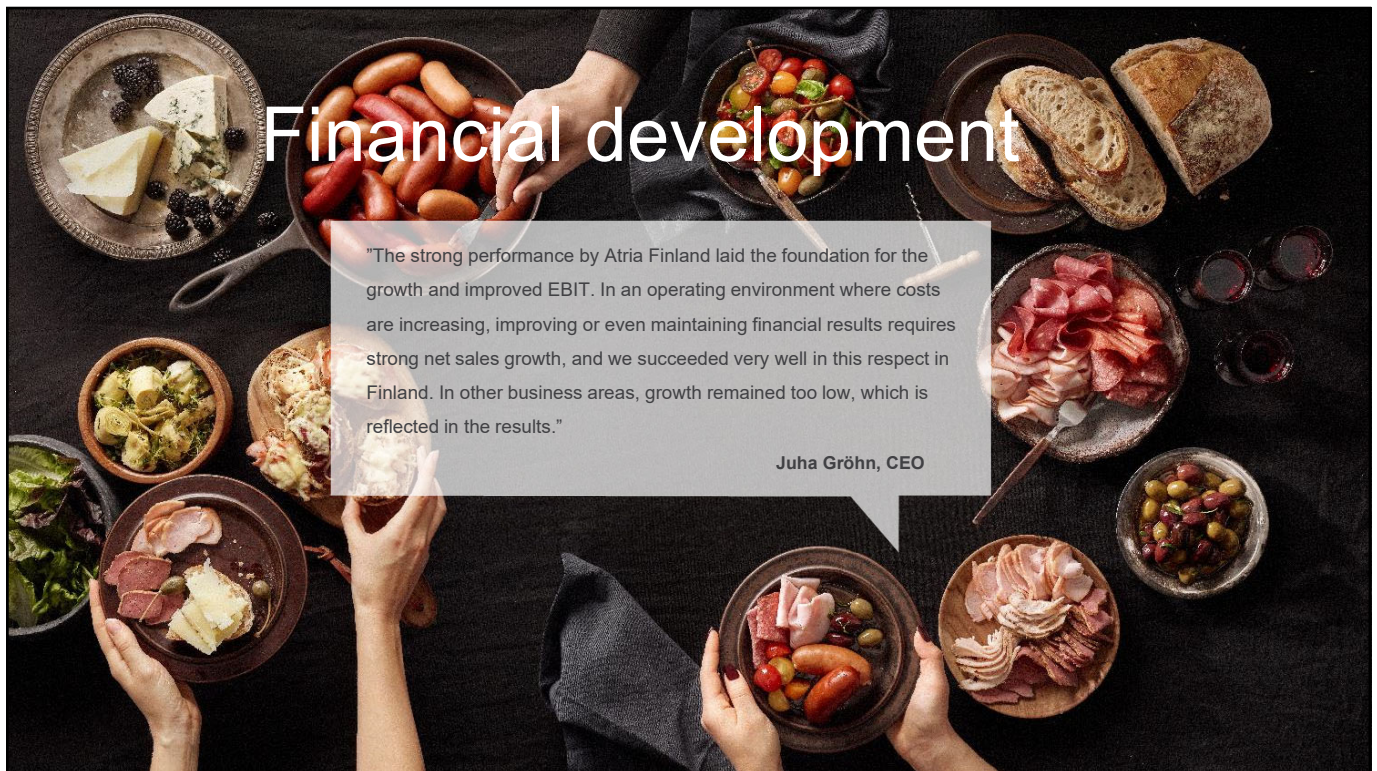 Financial development
”The strong performance by Atria Finland laid the foundation for the
growth and improved EBIT. In an operating environment where costs
are increasing, improving or even maintaining financial results requires
strong net sales growth, and we succeeded very well in this respect in
Finland. In other business areas, growth remained too low, which is
reflected in the results.”
Juha Gröhn, CEO